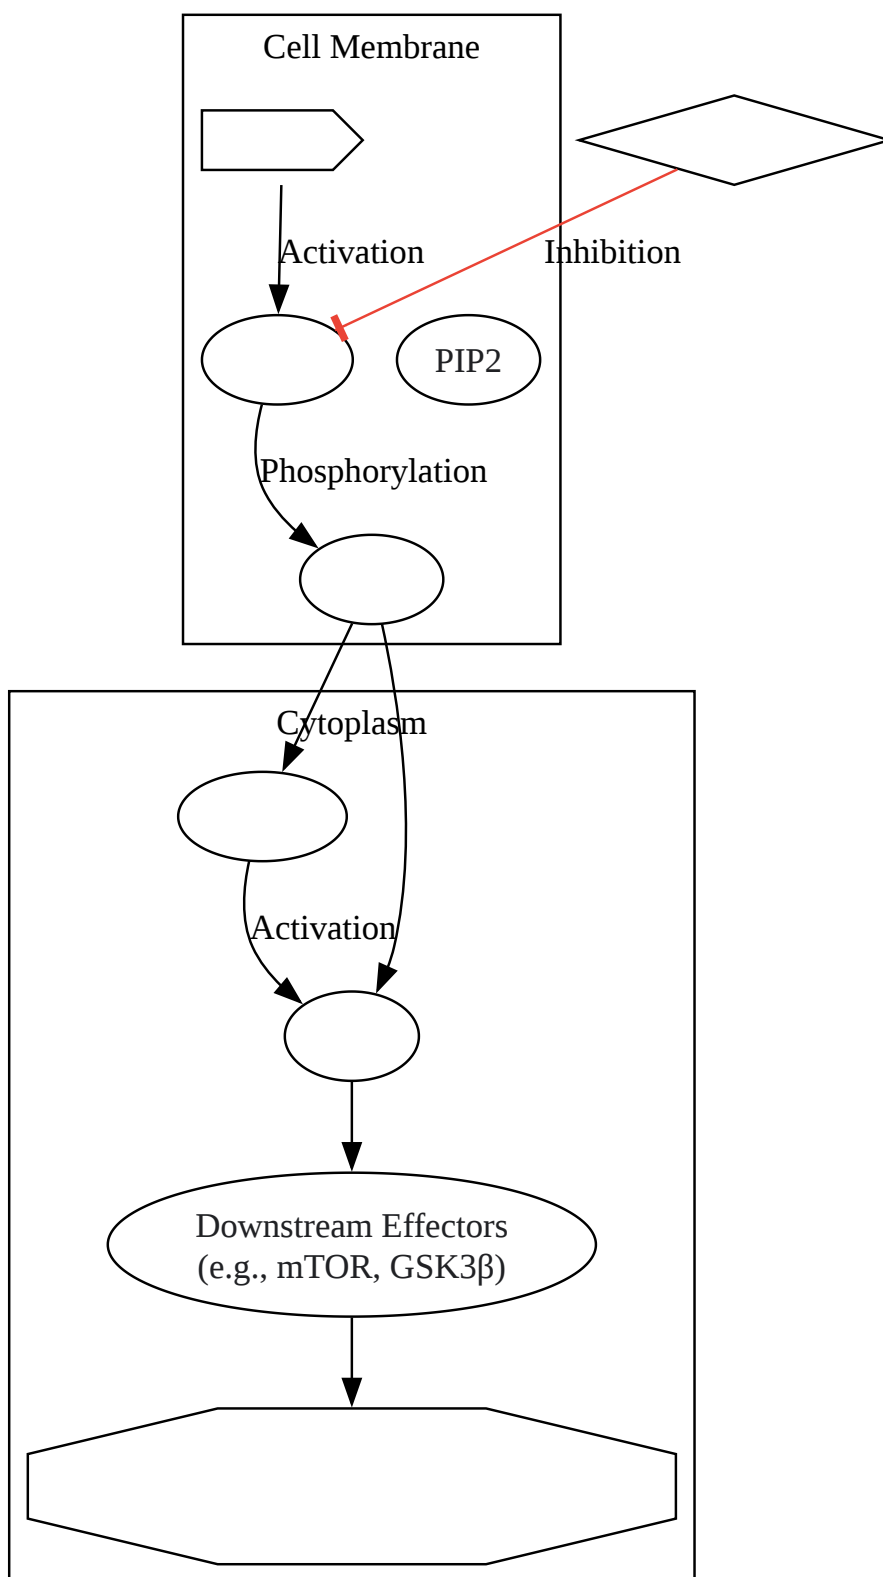 Cell Membrane
Activation
Inhibition
PIP2
Phosphorylation
Cytoplasm
Activation
Downstream Effectors
(e.g., mTOR, GSK3β)